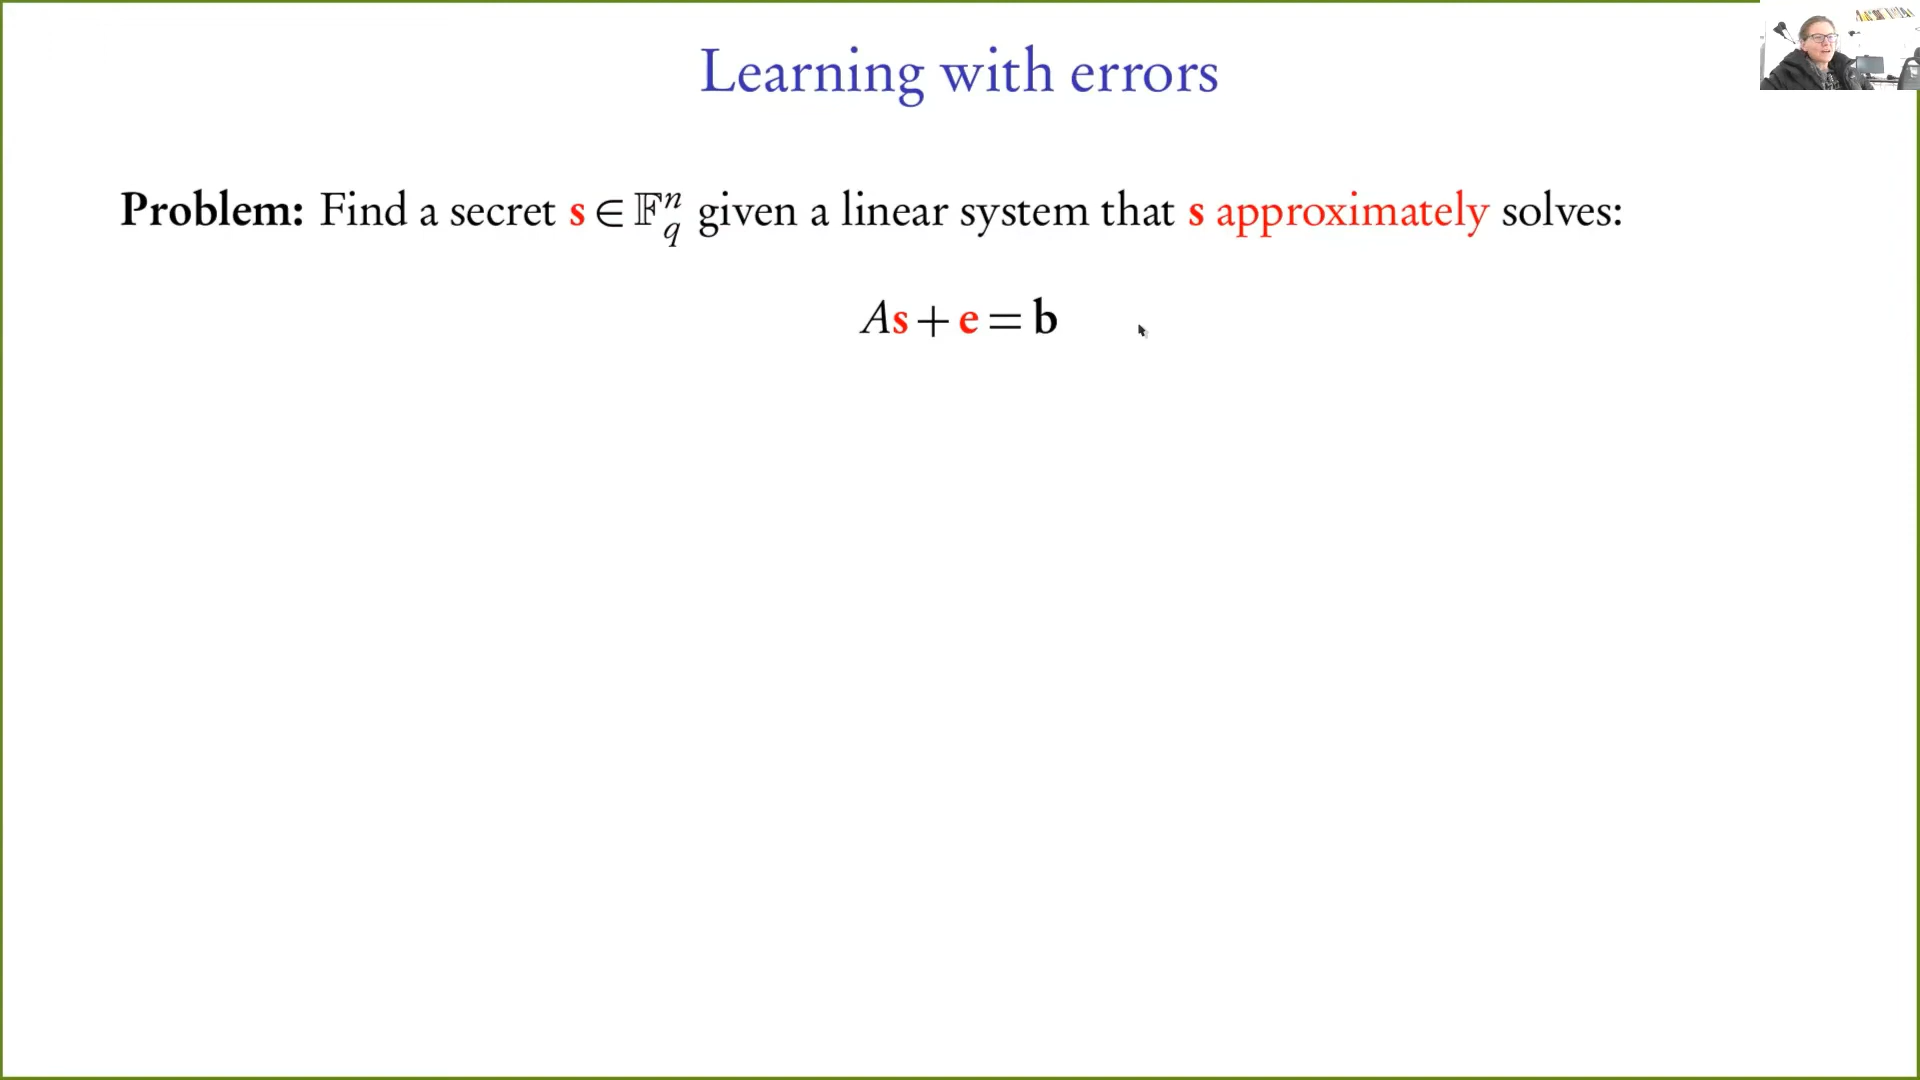 Learning with errors
Problem: Find a secret s ∈ 𝔽_q^n given a linear system that s approximately solves:
As + e = b